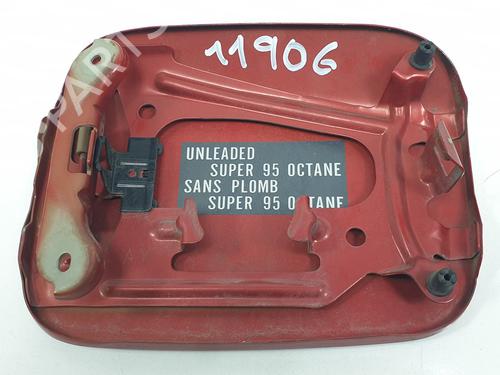 11906
UNLEADED
SUPER 95 OCTANE
SANS PLOMB
SUPER 95 OCTANE